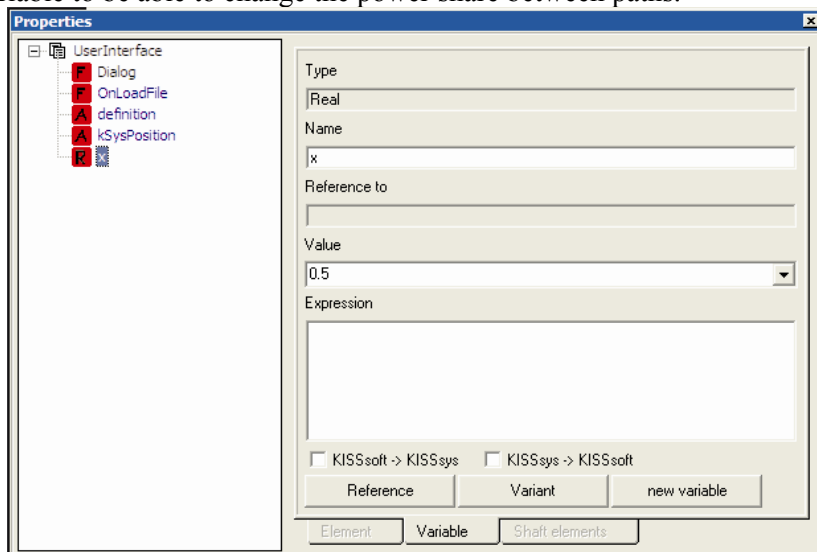 riable to be able to change the power share between paths.
Properties
UserInterface
F Dialog
F OnLoadFile
A definition
A kSysPosition
R x
Type
Real
Name
x
Reference to
Value
0.5
Expression
KISSsoft -> KISSsys KISSsys -> KISSsoft
Reference Variant new variable
Element Variable Shaft elements